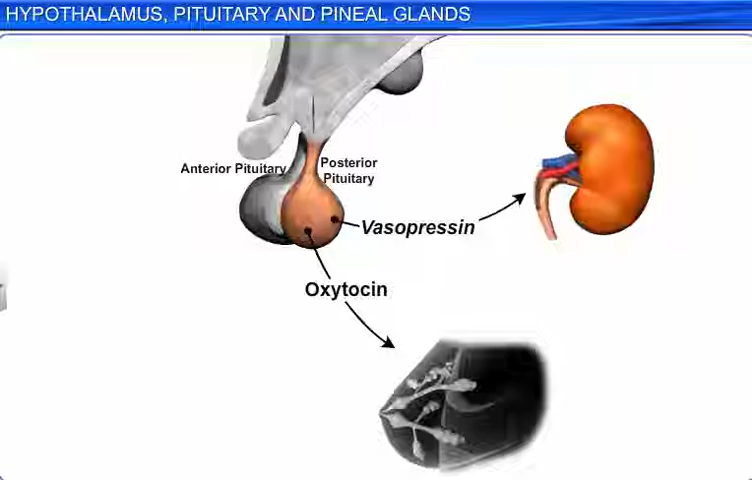 HYPOTHALAMUS, PITUITARY AND PINEAL GLANDS
Anterior Pituitary
Posterior
Pituitary
Vasopressin
Oxytocin